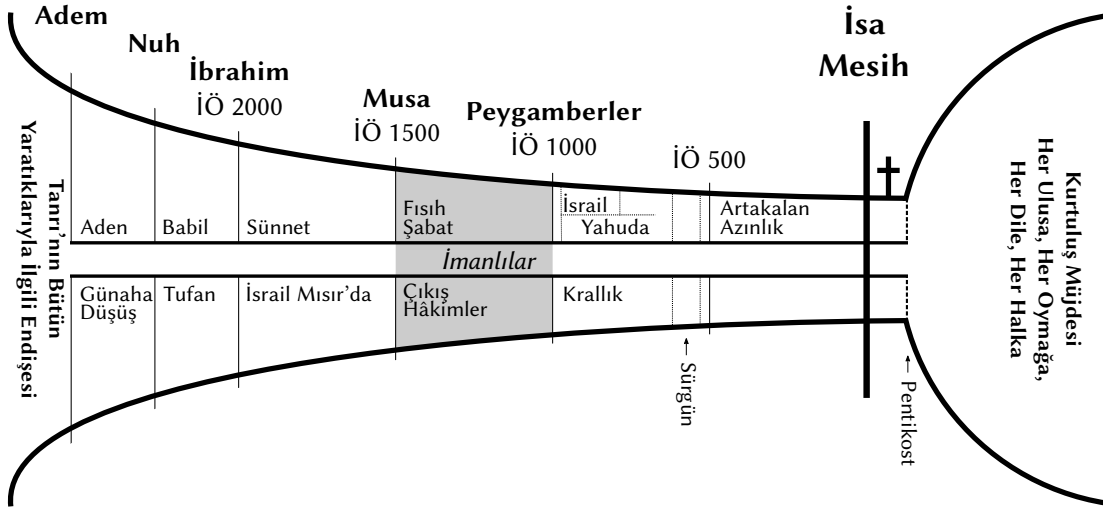 Adem
Nuh
İbrahim
İÖ 2000
Musa
İÖ 1500
Peygamberler
İÖ 1000
İÖ 500
İsa
Mesih
Tanrı'nın Bütün
Yaratıklarıyla İlgili Endişesi
Aden
Babil
Sünnet
Fısıh
Şabat
İsrail
Yahuda
Artakalan
Azınlık
İmanlılar
Günaha
Düşüş
Tufan
İsrail Mısır'da
Çıkış
Hâkimler
Krallık
← Sürgün
← Pentikost
Kurtuluş Müjdesi
Her Ulusa, Her Oymağa,
Her Dile, Her Halka